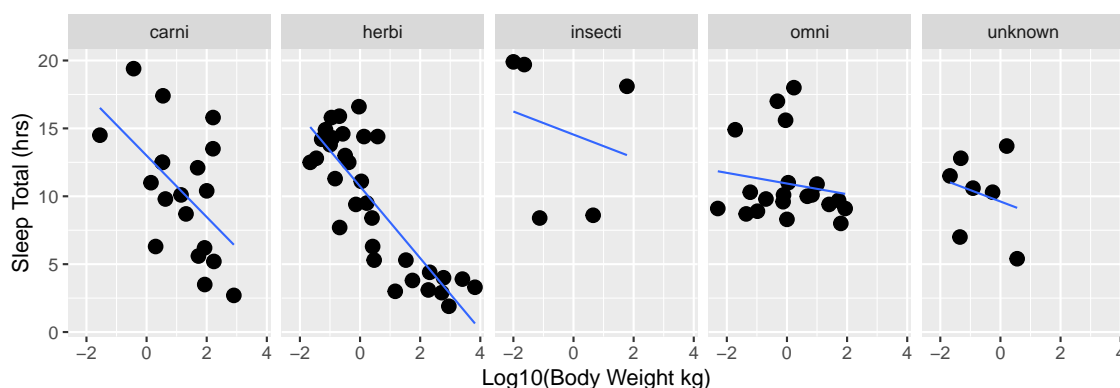 carni herbi insecti omni unknown
20
15
10
5
0
Sleep Total (hrs)
−2 0 2 4 −2 0 2 4 −2 0 2 4 −2 0 2 4 −2 0 2 4
Log10(Body Weight kg)